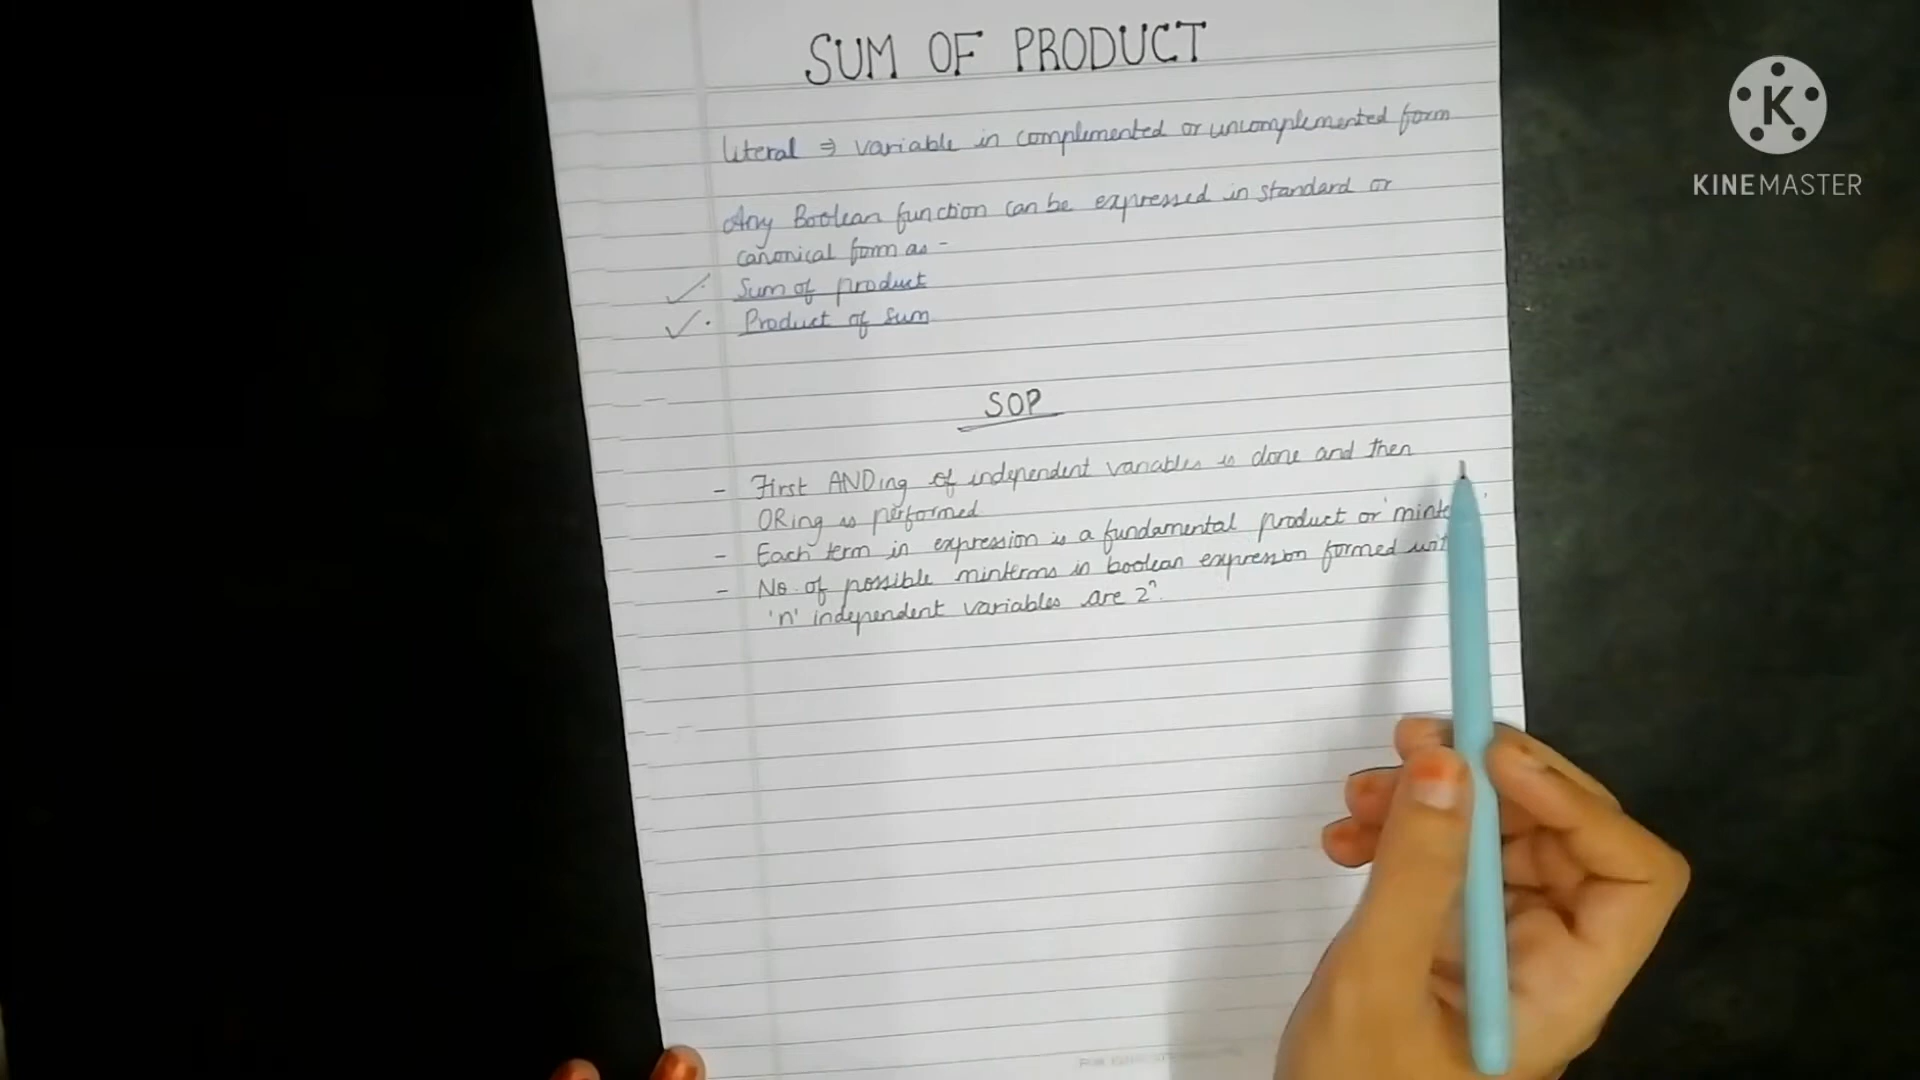 SUM OF PRODUCT
K
KINEMASTER
literal ⇒ variable in complemented or uncomplemented form
Any Boolean function can be expressed in standard or
canonical form as -
✓ · Sum of product
✓ · Product of Sum
SOP
- First ANDing of independent variables is done and then
ORing is performed
- Each term in expression is a fundamental product or 'minte
- No. of possible minterms in boolean expression formed wit
'n' independent variables are 2ⁿ.